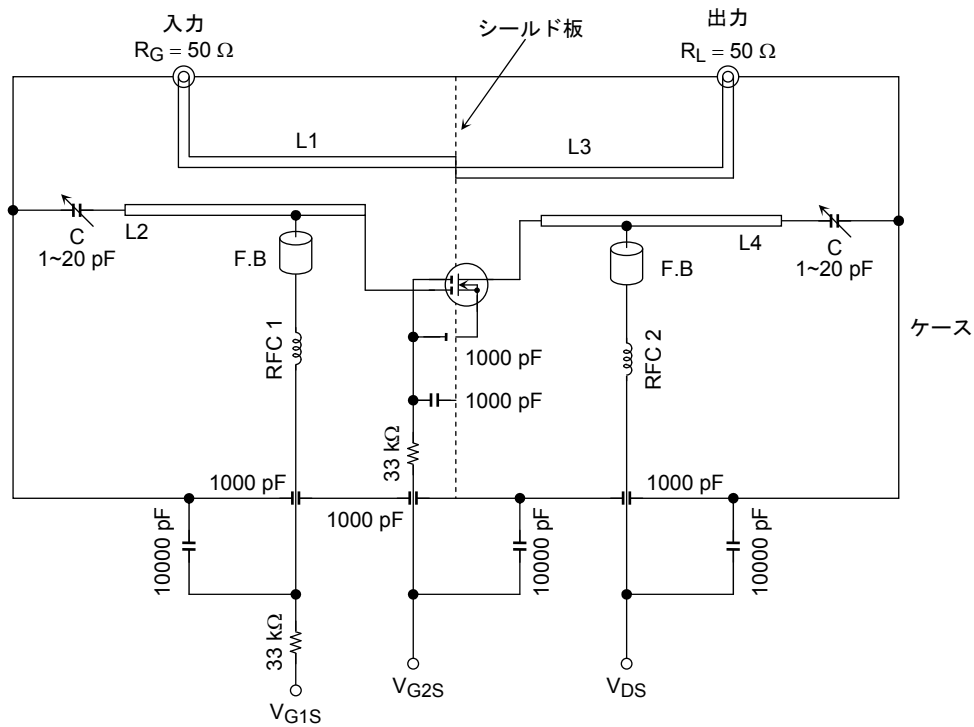 入力
R_G = 50 Ω
シールド板
出力
R_L = 50 Ω
L1
L3
L2
C
1~20 pF
F.B
L4
F.B
C
1~20 pF
ケース
RFC 1
1000 pF
RFC 2
1000 pF
33 kΩ
1000 pF
1000 pF
1000 pF
10000 pF
10000 pF
10000 pF
33 kΩ
V_G1S
V_G2S
V_DS